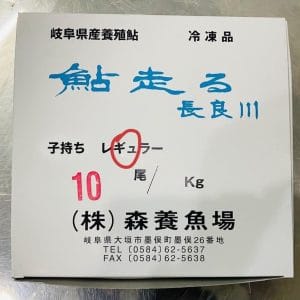 岐阜県産養殖鮎　冷凍品
鮎走る
長良川
子持ち レギュラー
10 尾/ Kg
(株)森養魚場
岐阜県大垣市墨俣町墨俣26番地
TEL (0584)62-5637
FAX (0584)62-5638